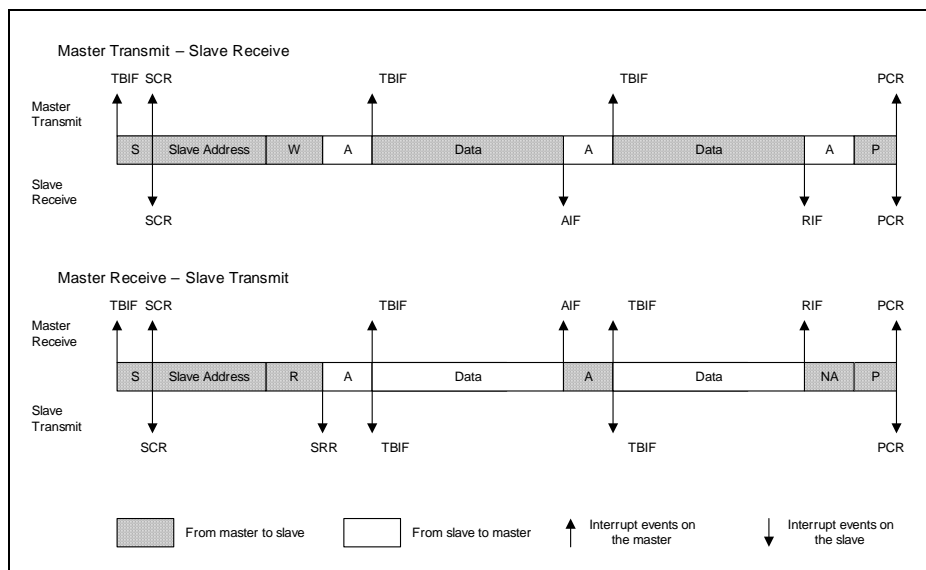 Master Transmit – Slave Receive
TBIF SCR TBIF TBIF PCR
Master
Transmit
S Slave Address W A Data A Data A P
Slave
Receive
SCR AIF RIF PCR
Master Receive – Slave Transmit
TBIF SCR TBIF AIF TBIF RIF PCR
Master
Receive
S Slave Address R A Data A Data NA P
Slave
Transmit
SCR SRR TBIF TBIF PCR
From master to slave
From slave to master
Interrupt events on
the master
Interrupt events on
the slave